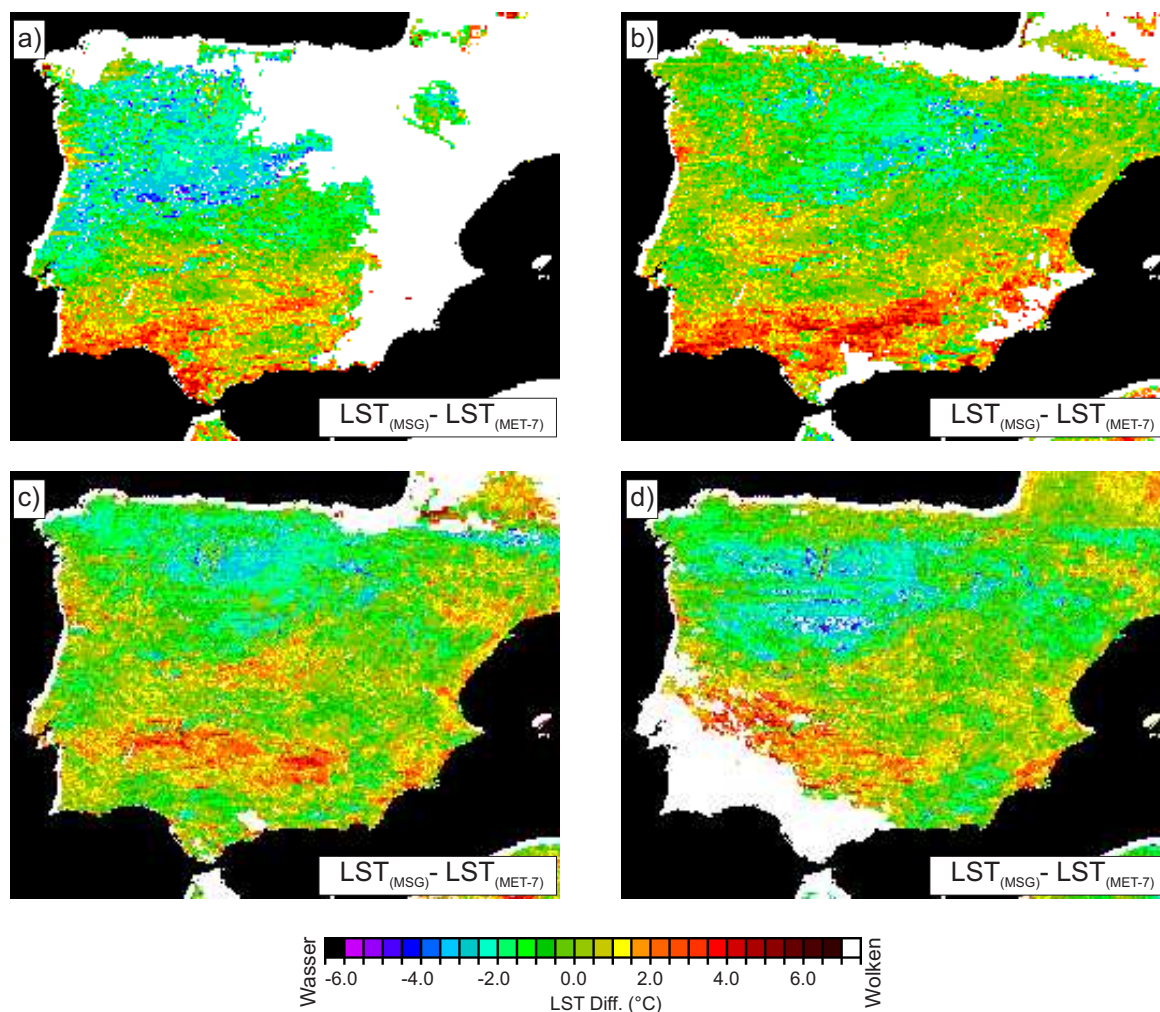 a)
b)
LST(MSG)- LST(MET-7)
LST(MSG)- LST(MET-7)
c)
d)
LST(MSG)- LST(MET-7)
LST(MSG)- LST(MET-7)
Wasser
-6.0 -4.0 -2.0 0.0 2.0 4.0 6.0
Wolken
LST Diff. (°C)